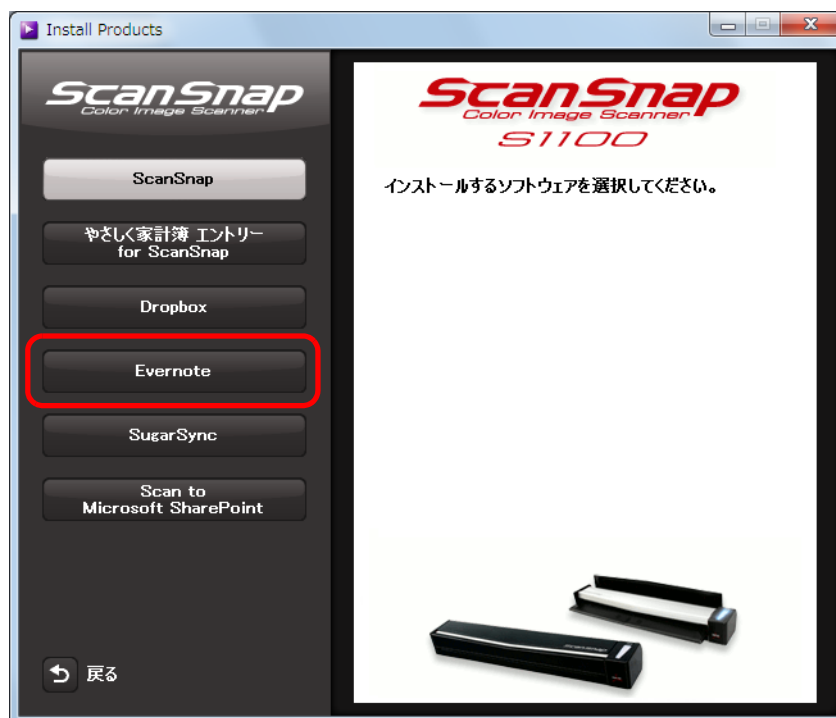 Install Products
ScanSnap
Color Image Scanner
ScanSnap
やさしく家計簿 エントリー
for ScanSnap
Dropbox
Evernote
SugarSync
Scan to
Microsoft SharePoint
戻る
ScanSnap
Color Image Scanner
S1100
インストールするソフトウェアを選択してください。
ScanSnap